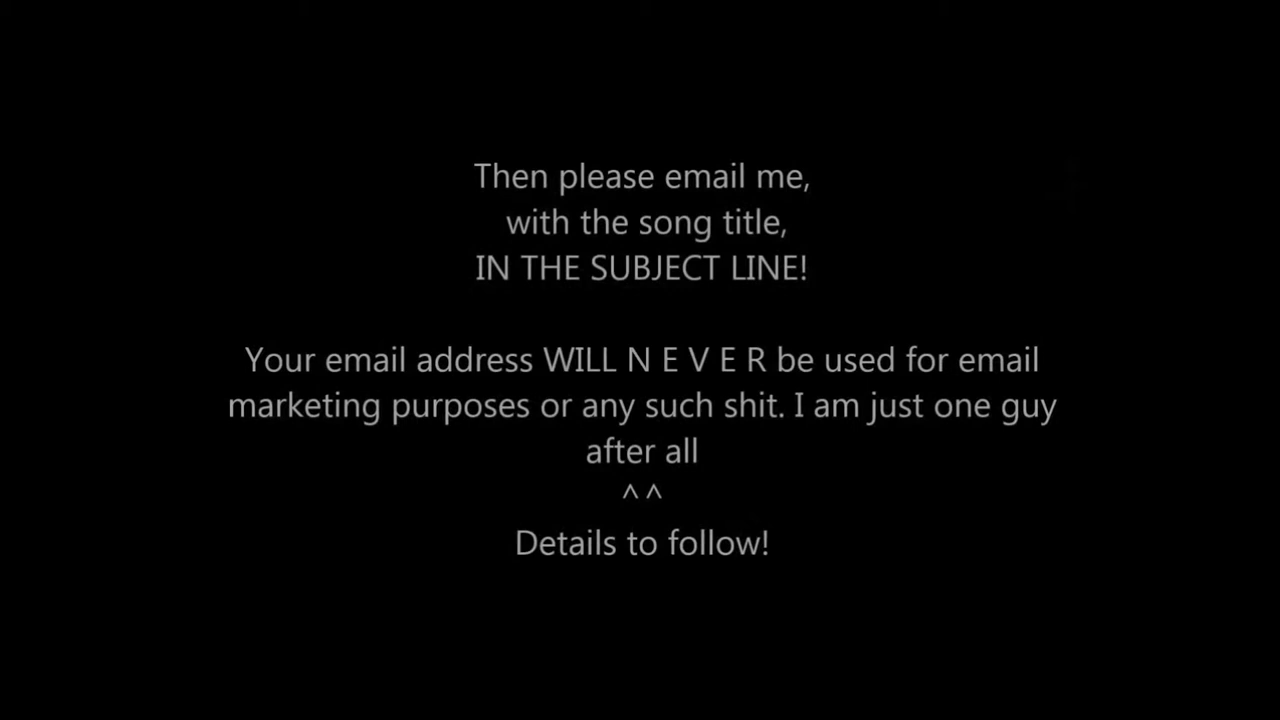 Then please email me,
with the song title,
IN THE SUBJECT LINE!
Your email address WILL N E V E R be used for email
marketing purposes or any such shit. I am just one guy
after all
^ ^
Details to follow!